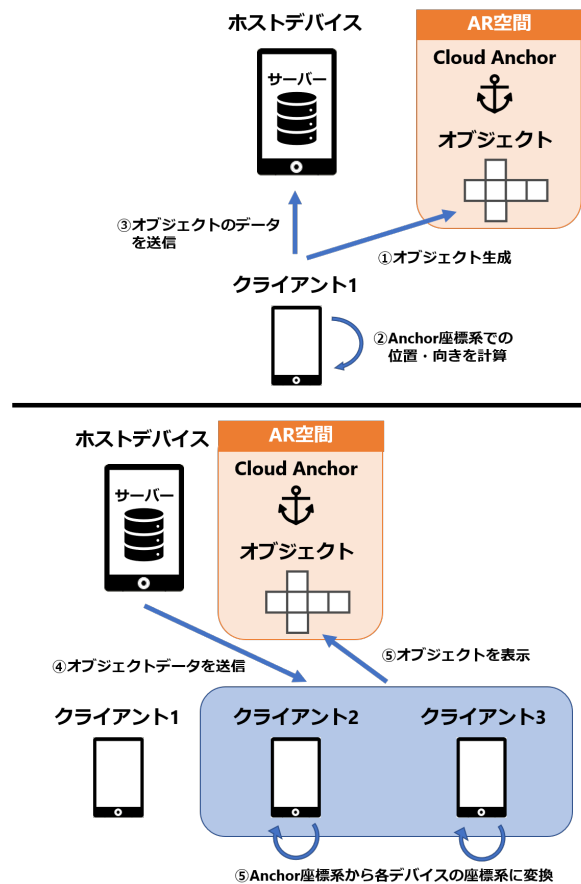 ホストデバイス
AR空間
サーバー
Cloud Anchor
オブジェクト
③オブジェクトのデータ
を送信
①オブジェクト生成
クライアント1
②Anchor座標系での
位置・向きを計算
ホストデバイス
AR空間
サーバー
Cloud Anchor
オブジェクト
④オブジェクトデータを送信
⑤オブジェクトを表示
クライアント1
クライアント2
クライアント3
⑤Anchor座標系から各デバイスの座標系に変換